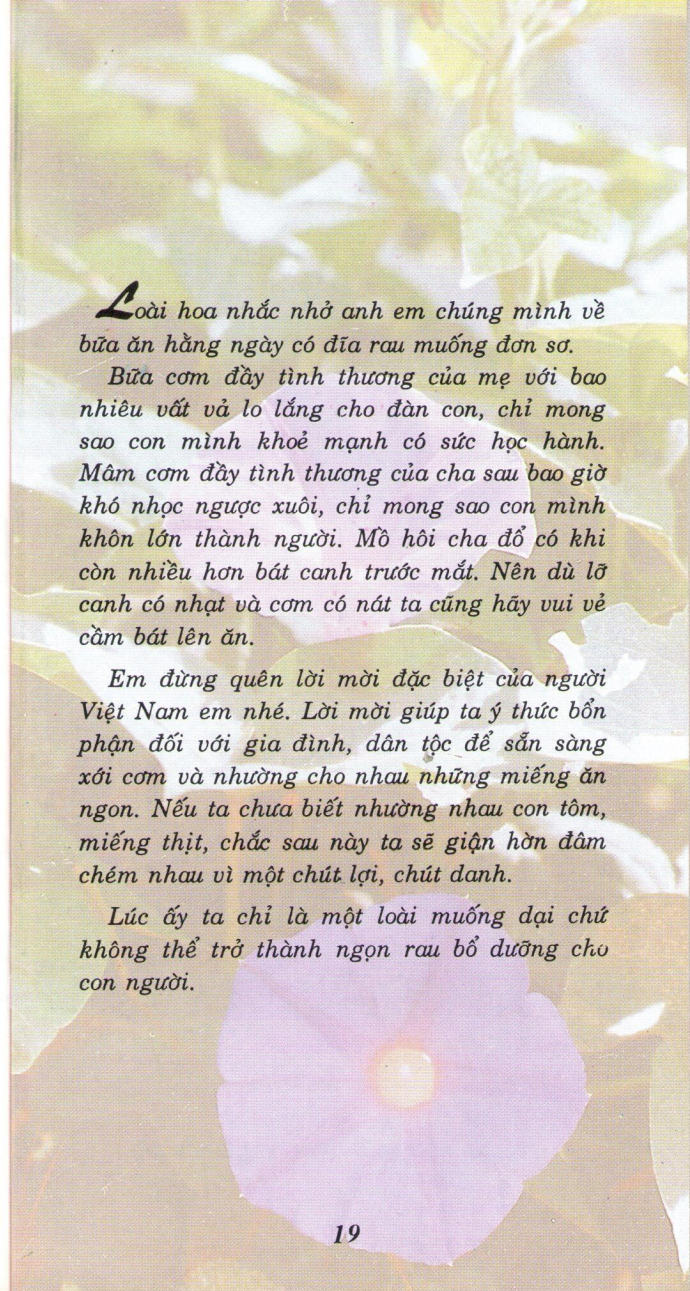 Loài hoa nhắc nhở anh em chúng mình về
bữa ăn hằng ngày có đĩa rau muống đơn sơ.
Bữa cơm đầy tình thương của mẹ với bao
nhiêu vất vả lo lắng cho đàn con, chỉ mong
sao con mình khoẻ mạnh có sức học hành.
Mâm cơm đầy tình thương của cha sau bao giờ
khó nhọc ngược xuôi, chỉ mong sao con mình
khôn lớn thành người. Mồ hôi cha đổ có khi
còn nhiều hơn bát canh trước mắt. Nên dù lỡ
canh có nhạt và cơm có nát ta cũng hãy vui vẻ
cầm bát lên ăn.
Em đừng quên lời mời đặc biệt của người
Việt Nam em nhé. Lời mời giúp ta ý thức bổn
phận đối với gia đình, dân tộc để sẵn sàng
xới cơm và nhường cho nhau những miếng ăn
ngon. Nếu ta chưa biết nhường nhau con tôm,
miếng thịt, chắc sau này ta sẽ giận hờn đâm
chém nhau vì một chút lợi, chút danh.
Lúc ấy ta chỉ là một loài muống dại chứ
không thể trở thành ngọn rau bổ dưỡng cho
con người.
19